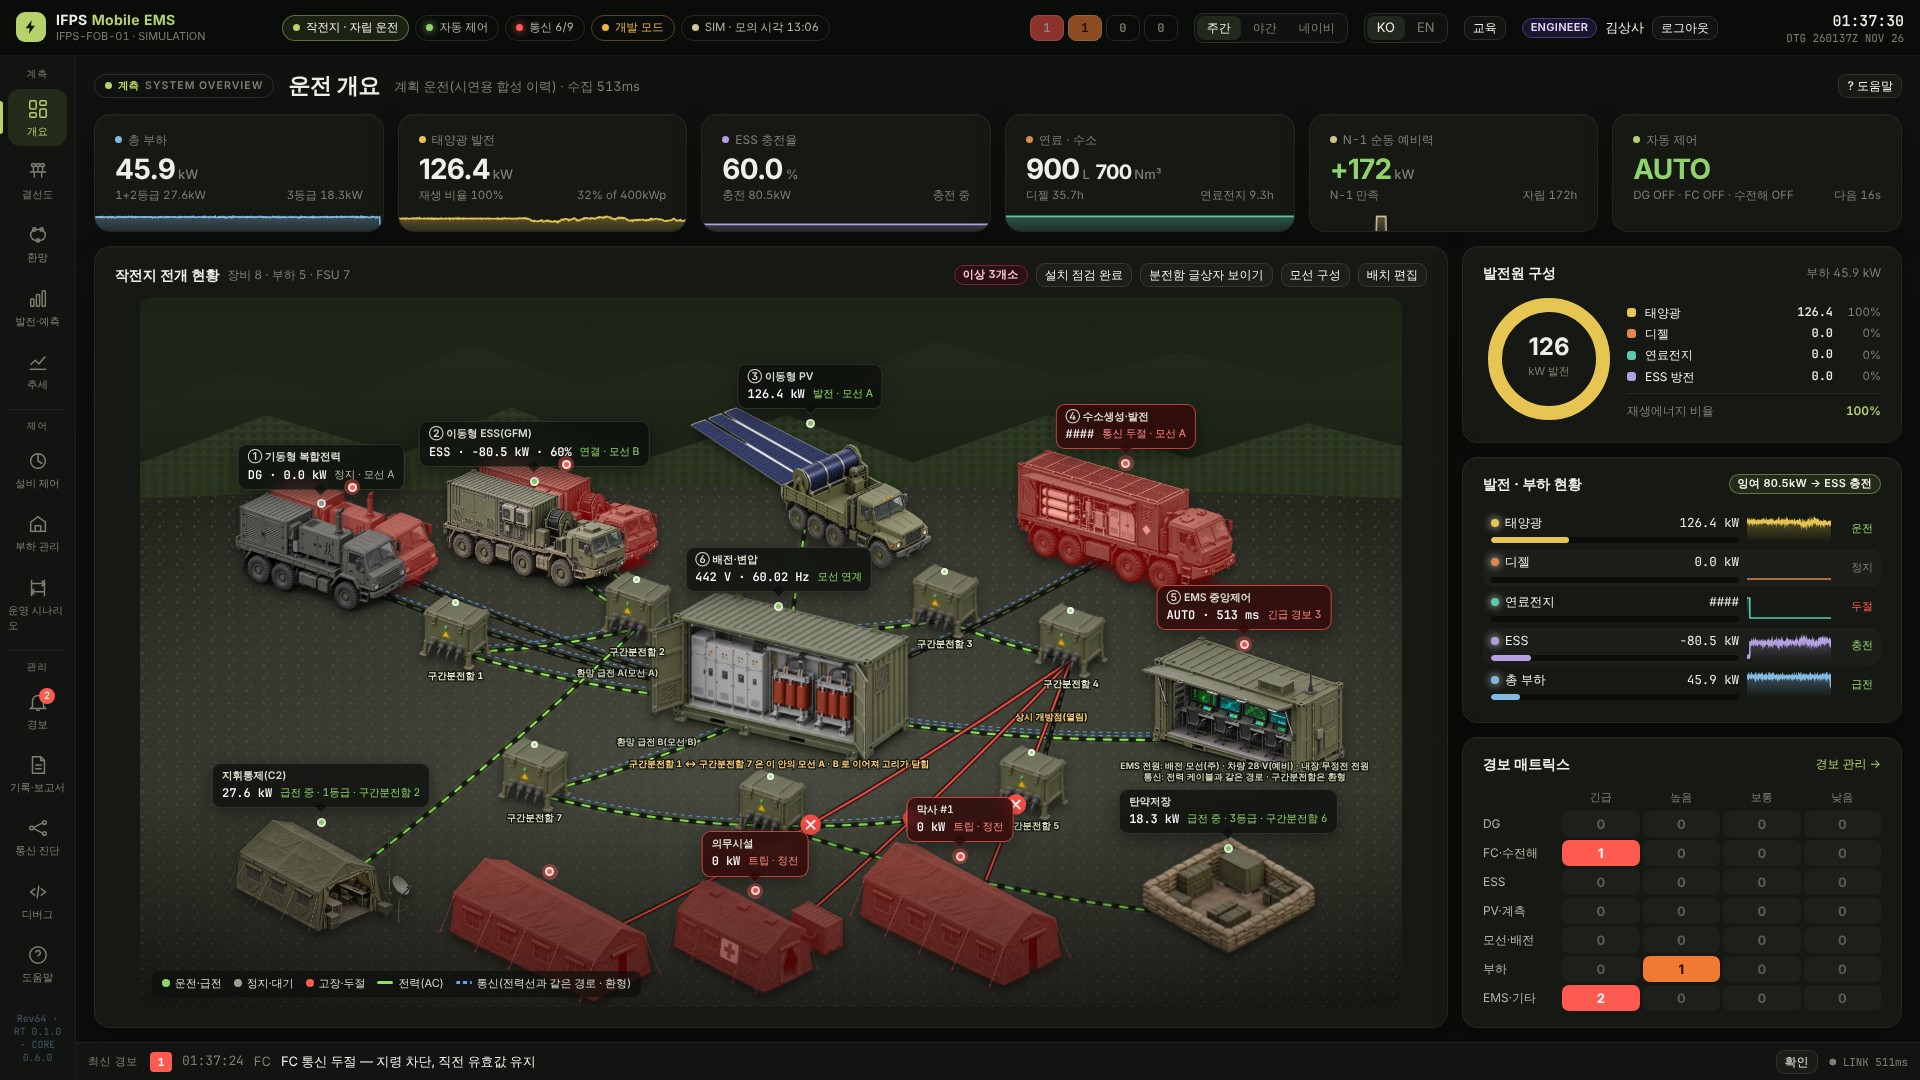 IFPS Mobile EMS
IFPS-FOB-01 · SIMULATION
작전지 · 자립 운전
자동 제어
통신 6/9
개발 모드
SIM · 모의 시각 13:06
1 1 0 0
주간 야간 네이비
KO EN
교육
ENGINEER 김상사 로그아웃
01:37:30
DTG 260137Z NOV 26
계측
개요
결선도
환망
발전·예측
추세
제어
설비 제어
부하 관리
운영 시나리오
관리
2
경보
기록·보고서
통신 진단
디버그
도움말
Rev64 · RT 0.1.0 · CORE 0.6.0
계측 SYSTEM OVERVIEW
운전 개요
계획 운전(시연용 합성 이력) · 수집 513ms
? 도움말
총 부하
45.9 kW
1+2등급 27.6kW 3등급 18.3kW
태양광 발전
126.4 kW
재생 비율 100% 32% of 400kWp
ESS 충전율
60.0 %
충전 80.5kW 충전 중
연료 · 수소
900 L 700 Nm³
디젤 35.7h 연료전지 9.3h
N-1 순동 예비력
+172 kW
N-1 만족 자립 172h
자동 제어
AUTO
DG OFF · FC OFF · 수전해 OFF 다음 16s
작전지 전개 현황 장비 8 · 부하 5 · FSU 7
이상 3개소
설치 점검 완료
분전함 글상자 보이기
모선 구성
배치 편집
① 기동형 복합전력
DG · 0.0 kW 정지 · 모선 A
② 이동형 ESS(GFM)
ESS · -80.5 kW · 60% 연결 · 모선 B
③ 이동형 PV
126.4 kW 발전 · 모선 A
④ 수소생성·발전
#### 통신 두절 · 모선 A
⑥ 배전·변압
442 V · 60.02 Hz 모선 연계
⑤ EMS 중앙제어
AUTO · 513 ms 긴급 경보 3
구간분전함 1
구간분전함 2
환망 급전 A(모선 A)
구간분전함 3
구간분전함 4
상시 개방점(열림)
환망 급전 B(모선 B)
구간분전함 1 ↔ 구간분전함 7 은 이 안의 모선 A · B 로 이어져 고리가 닫힘
EMS 전원: 배전 모선(주) · 차량 28 V(예비) · 내장 무정전 전원
통신: 전력 케이블과 같은 경로 · 구간분전함은 환형
지휘통제(C2)
27.6 kW 급전 중 · 1등급 · 구간분전함 2
구간분전함 7
의무시설
0 kW 트립 · 정전
막사 #1
0 kW 트립 · 정전
간분전함 5
탄약저장
18.3 kW 급전 중 · 3등급 · 구간분전함 6
운전·급전 정지·대기 고장·두절 전력(AC) 통신(전력선과 같은 경로 · 환형)
발전원 구성 부하 45.9 kW
126
kW 발전
태양광 126.4 100%
디젤 0.0 0%
연료전지 0.0 0%
ESS 방전 0.0 0%
재생에너지 비율 100%
발전 · 부하 현황 잉여 80.5kW → ESS 충전
태양광 126.4 kW 운전
디젤 0.0 kW 정지
연료전지 #### 두절
ESS -80.5 kW 충전
총 부하 45.9 kW 급전
경보 매트릭스 경보 관리 →
긴급 높음 보통 낮음
DG 0 0 0 0
FC·수전해 1 0 0 0
ESS 0 0 0 0
PV·계측 0 0 0 0
모선·배전 0 0 0 0
부하 0 1 0 0
EMS·기타 2 0 0 0
최신 경보 1 01:37:24 FC FC 통신 두절 — 지령 차단, 직전 유효값 유지
확인 LINK 511ms